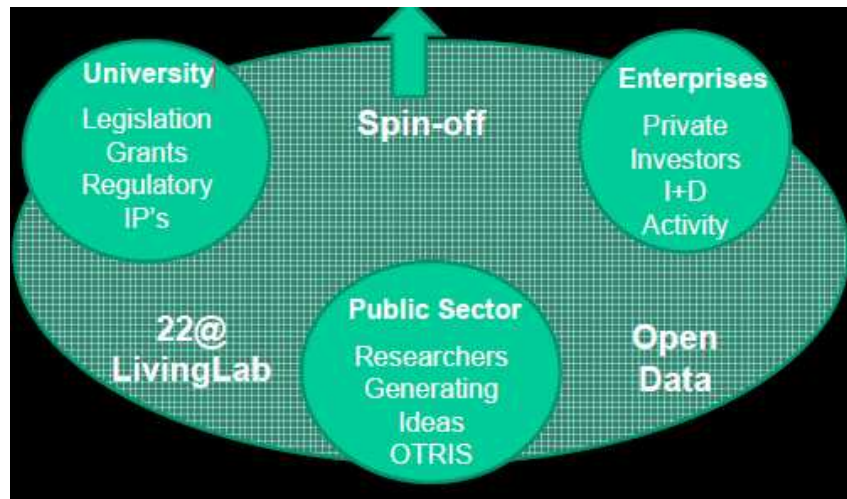 University
Legislation
Grants
Regulatory
IP's
Spin-off
Enterprises
Private
Investors
I+D
Activity
22@
LivingLab
Public Sector
Researchers
Generating
Ideas
OTRIS
Open
Data